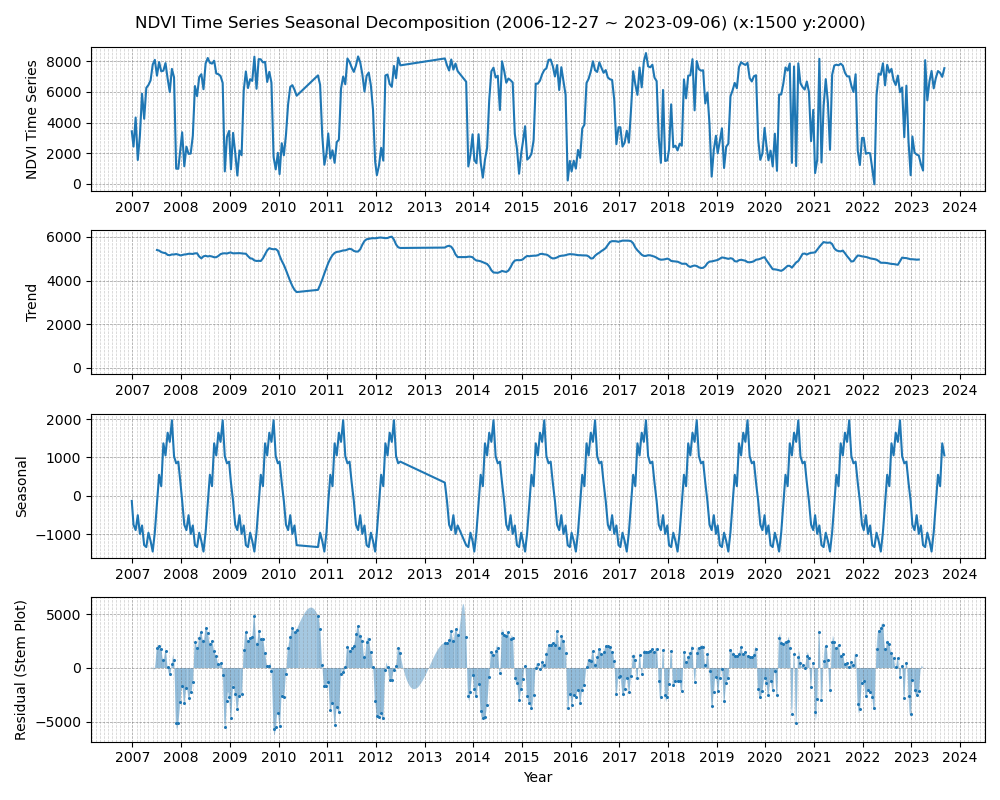 NDVI Time Series Seasonal Decomposition (2006-12-27 ~ 2023-09-06) (x:1500 y:2000)
NDVI Time Series
8000
6000
4000
2000
0
2007 2008 2009 2010 2011 2012 2013 2014 2015 2016 2017 2018 2019 2020 2021 2022 2023 2024
Trend
6000
4000
2000
0
2007 2008 2009 2010 2011 2012 2013 2014 2015 2016 2017 2018 2019 2020 2021 2022 2023 2024
Seasonal
2000
1000
0
−1000
2007 2008 2009 2010 2011 2012 2013 2014 2015 2016 2017 2018 2019 2020 2021 2022 2023 2024
Residual (Stem Plot)
5000
0
−5000
2007 2008 2009 2010 2011 2012 2013 2014 2015 2016 2017 2018 2019 2020 2021 2022 2023 2024
Year